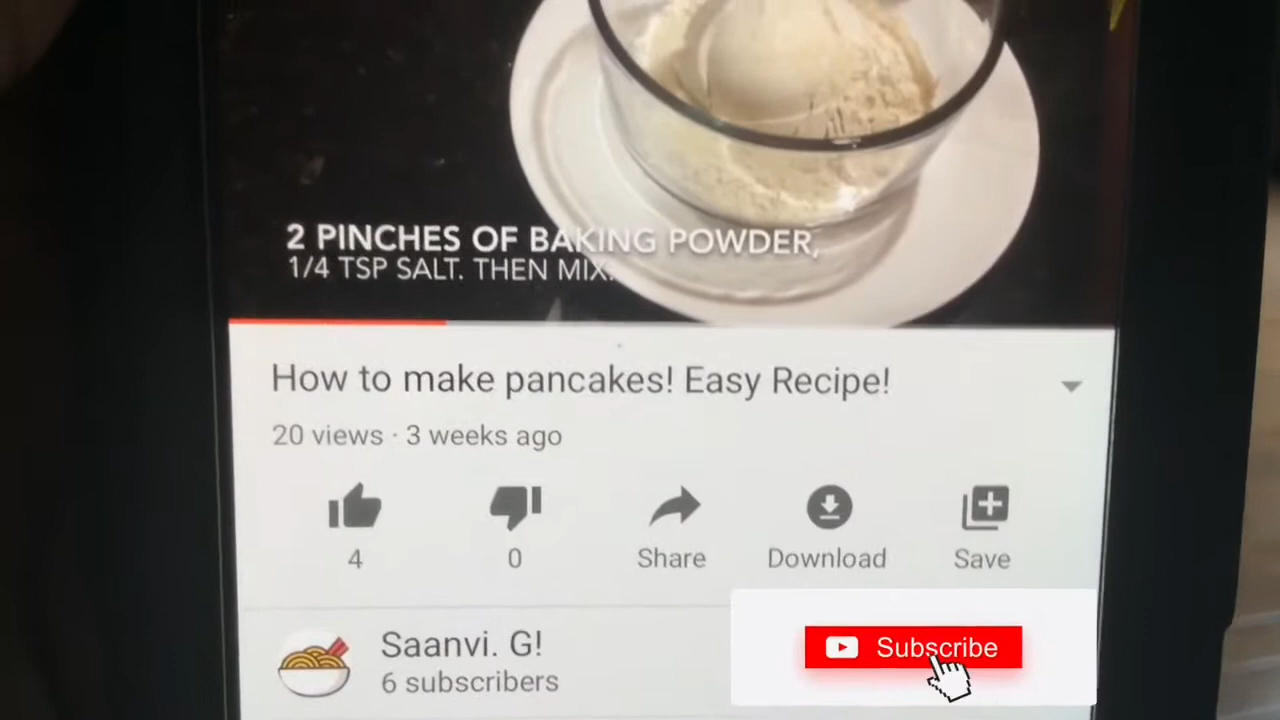 2 PINCHES OF BAKING POWDER,
1/4 TSP SALT. THEN MIX.
How to make pancakes! Easy Recipe!
20 views · 3 weeks ago
4
0
Share
Download
Save
Saanvi. G!
6 subscribers
Subscribe